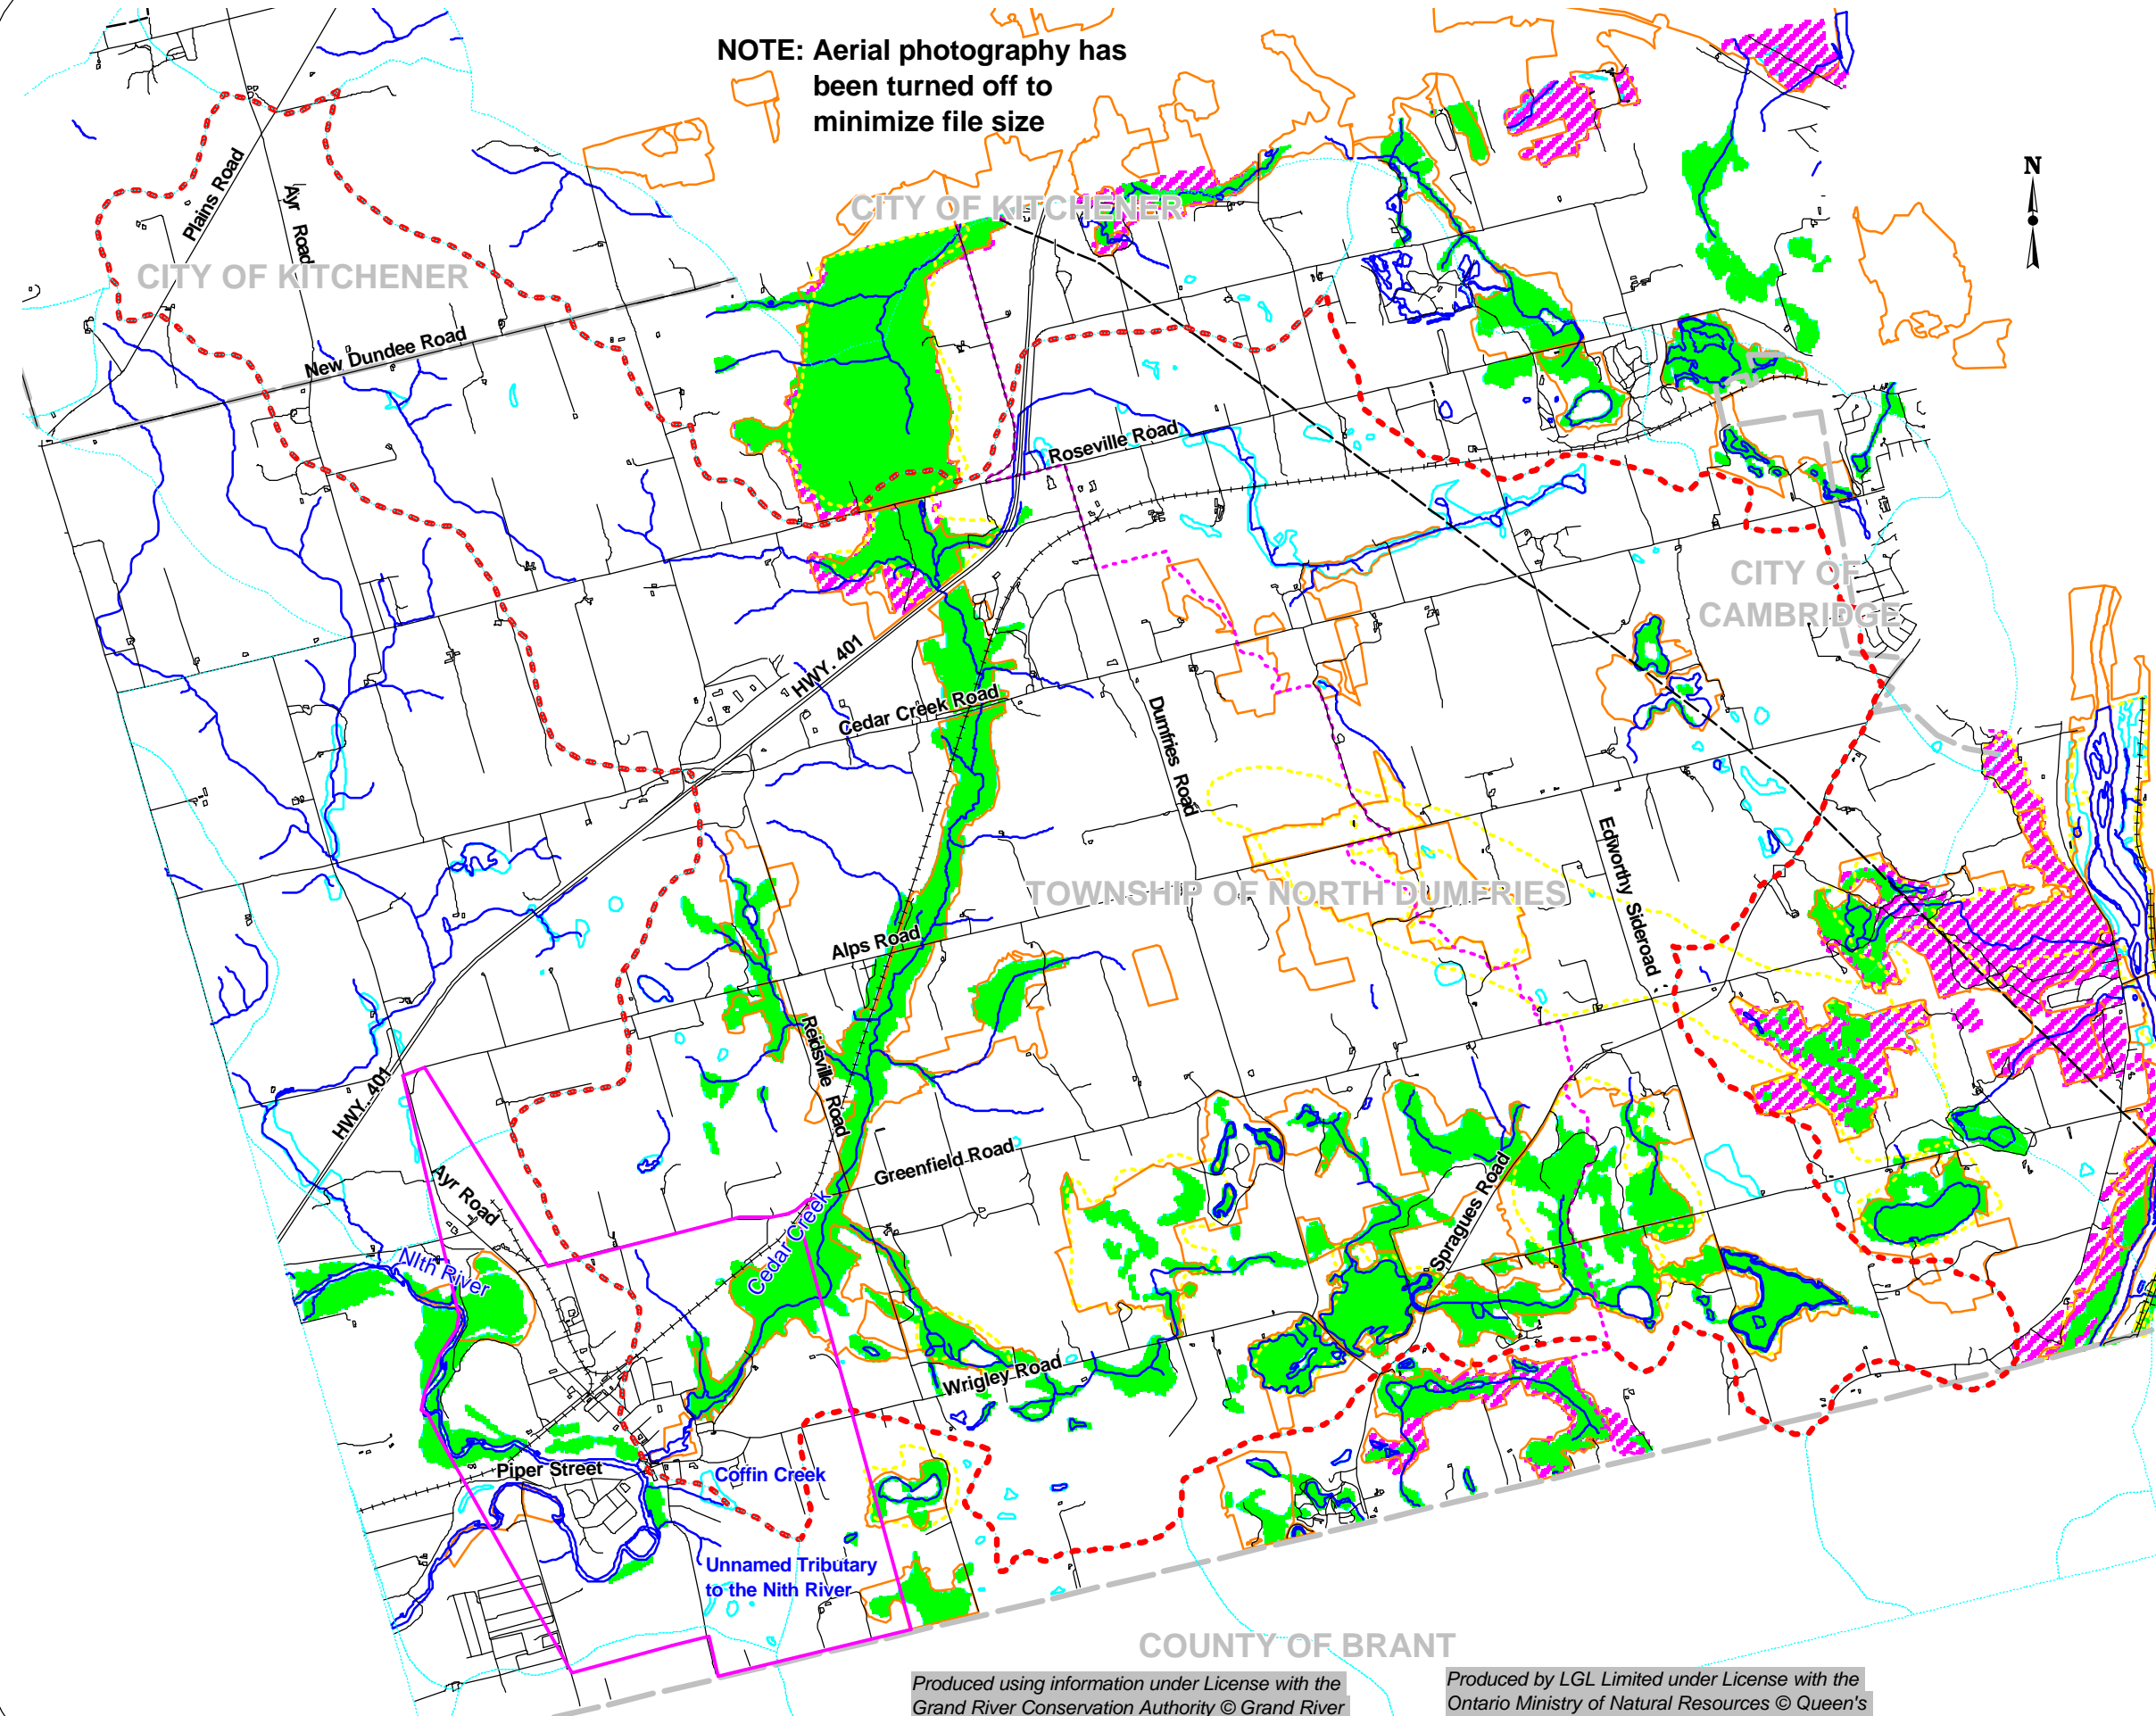 NOTE: Aerial photography has
been turned off to
minimize file size
N
Plains Road
Ayr Road
CITY OF KITCHENER
CITY OF KITCHENER
New Dundee Road
Roseville Road
CITY OF
CAMBRIDGE
HWY. 401
Cedar Creek Road
Dumfries Road
Edworthy Sideroad
TOWNSHIP OF NORTH DUMFRIES
Alps Road
Reidsville Road
HWY. 401
Greenfield Road
Ayr Road
Spragues Road
Cedar Creek
Nith River
Wrigley Road
Piper Street
Coffin Creek
Unnamed Tributary
to the Nith River
COUNTY OF BRANT
Produced using information under License with the
Grand River Conservation Authority © Grand River
Produced by LGL Limited under License with the
Ontario Ministry of Natural Resources © Queen's